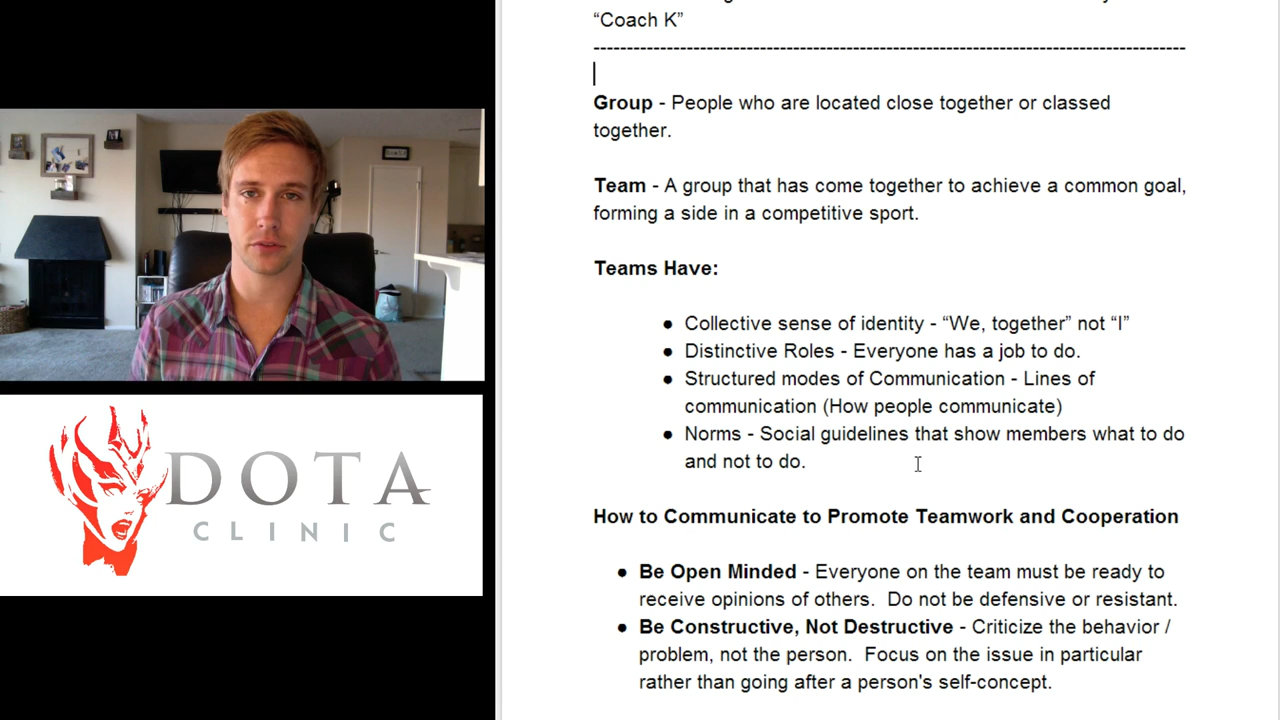 “Coach K”
-----------------------------------------------------------------------------------------
Group - People who are located close together or classed
together.
Team - A group that has come together to achieve a common goal,
forming a side in a competitive sport.
Teams Have:
● Collective sense of identity - “We, together” not “I”
● Distinctive Roles - Everyone has a job to do.
● Structured modes of Communication - Lines of
communication (How people communicate)
● Norms - Social guidelines that show members what to do
and not to do.
How to Communicate to Promote Teamwork and Cooperation
● Be Open Minded - Everyone on the team must be ready to
receive opinions of others.  Do not be defensive or resistant.
● Be Constructive, Not Destructive - Criticize the behavior /
problem, not the person.  Focus on the issue in particular
rather than going after a person's self-concept.
DOTA
CLINIC